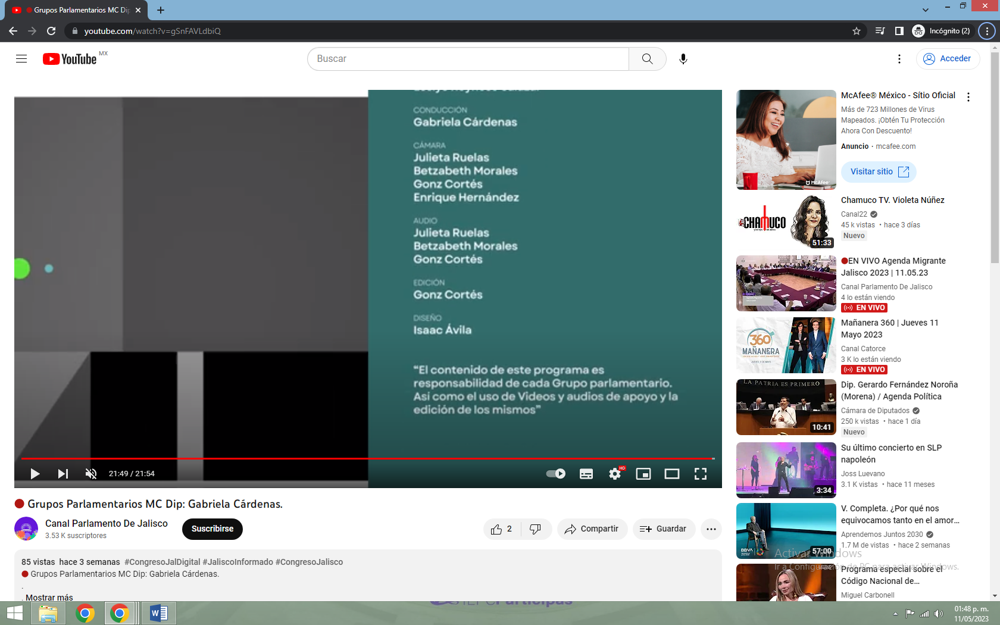 Grupos Parlamentarios MC Dip
youtube.com/watch?v=gSnFAVLdbiQ
Incógnito (2)
YouTube MX
Buscar
Acceder
CONDUCCIÓN
Gabriela Cárdenas
CÁMARA
Julieta Ruelas
Betzabeth Morales
Gonz Cortés
Enrique Hernández
AUDIO
Julieta Ruelas
Betzabeth Morales
Gonz Cortés
EDICIÓN
Gonz Cortés
DISEÑO
Isaac Ávila
“El contenido de este programa es
responsabilidad de cada Grupo parlamentario.
Asi como el uso de Videos y audios de apoyo y la
edición de los mismos”
21:49 / 21:54
HD
Grupos Parlamentarios MC Dip: Gabriela Cárdenas.
Canal Parlamento De Jalisco
3.53 K suscriptores
Suscribirse
2
Compartir
Guardar
85 vistas hace 3 semanas #CongresoJalDigital #JaliscoInformado #CongresoJalisco
Grupos Parlamentarios MC Dip: Gabriela Cárdenas.
.
. Mostrar más
McAfee
McAfee® México - Sítio Oficial
Más de 723 Millones de Virus
Mapeados. ¡Obtén Tu Protección
Ahora Con Descuento!
Anuncio · mcafee.com
Visitar sitio
CHAMUCO
51:33
Chamuco TV. Violeta Núñez
Canal22
45 k vistas • hace 3 días
Nuevo
EN VIVO Agenda Migrante
Jalisco 2023 | 11.05.23
Canal Parlamento De Jalisco
4 lo están viendo
EN VIVO
360
MAÑANERA
Mañanera 360 | Jueves 11
Mayo 2023
Canal Catorce
3 K lo están viendo
EN VIVO
LA PATRIA ES PRIMERO
10:41
Dip. Gerardo Fernández Noroña
(Morena) / Agenda Política
Cámara de Diputados
250 k vistas • hace 1 día
Nuevo
3:34
Su último concierto en SLP
napoleón
Joss Luevano
3.1 K vistas • hace 11 meses
BBVA
57:00
V. Completa. ¿Por qué nos
equivocamos tanto en el amor...
Aprendemos Juntos 2030
1.7 M de vistas • hace 2 semanas
Activar Windows
Ir a Configuración de PC para activar Windows.
Programa especial sobre el
Código Nacional de...
Miguel Carbonell
Participas
01:48 p. m.
11/05/2023